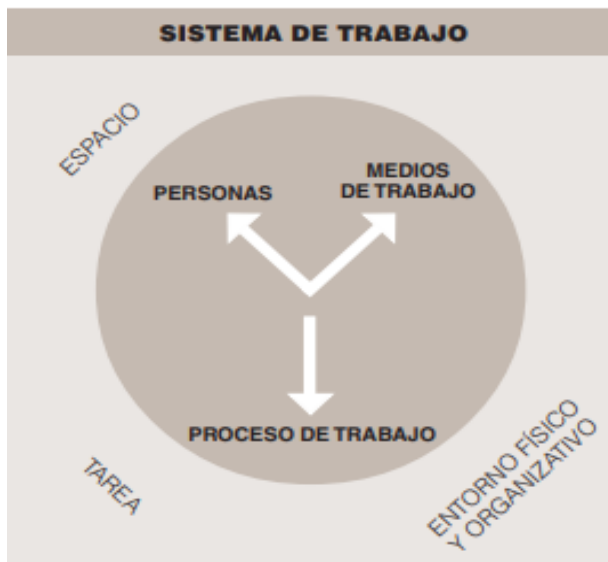 SISTEMA DE TRABAJO
ESPACIO
PERSONAS
MEDIOS
DE TRABAJO
PROCESO DE TRABAJO
TAREA
ENTORNO FÍSICO
Y ORGANIZATIVO